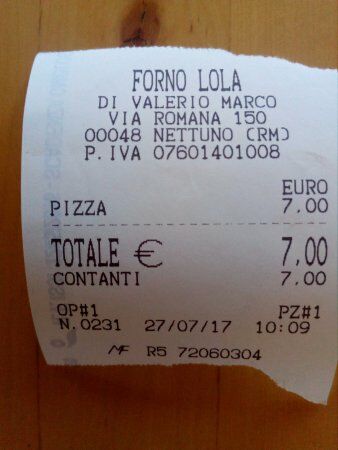 FORNO LOLA
DI VALERIO MARCO
VIA ROMANA 150
00048 NETTUNO (RM)
P.IVA 07601401008
EURO
PIZZA 7.00
TOTALE € 7,00
CONTANTI 7.00
OP#1 PZ#1
N.0231 27/07/17 10:09
MF R5 72060304